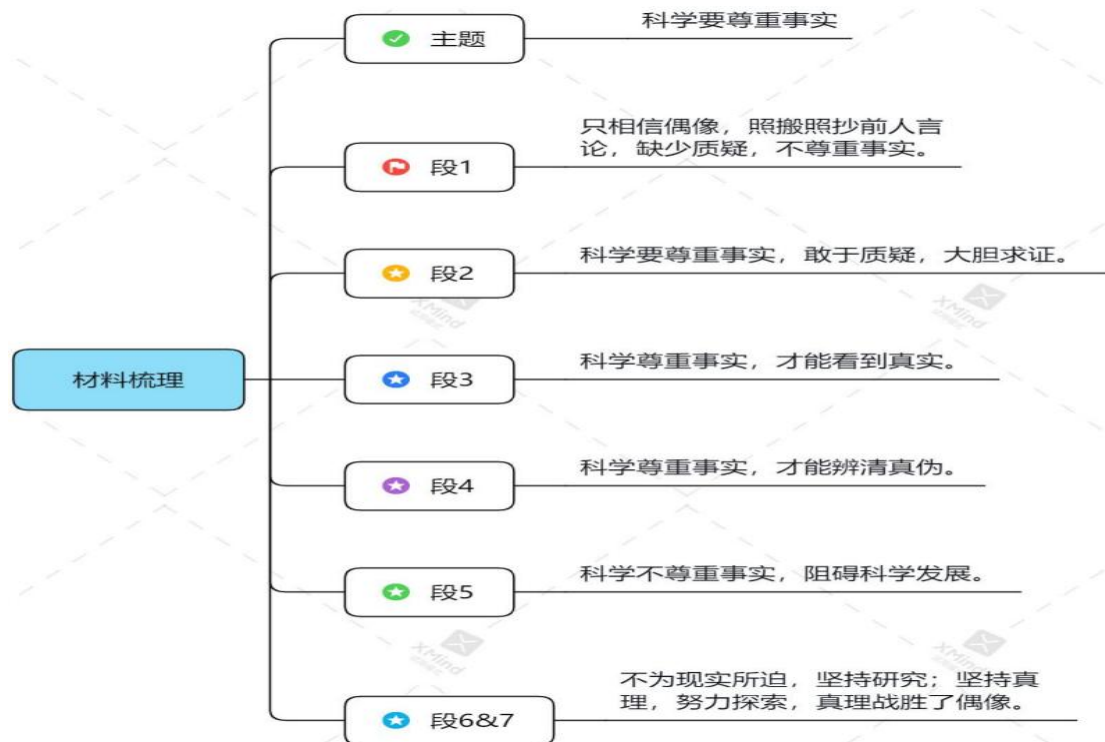 主题
科学要尊重事实
段1
只相信偶像，照搬照抄前人言
论，缺少质疑，不尊重事实。
段2
科学要尊重事实，敢于质疑，大胆求证。
XMind
XMind
材料梳理
段3
科学尊重事实，才能看到真实。
段4
科学尊重事实，才能辨清真伪。
段5
科学不尊重事实，阻碍科学发展。
XMind
XMind
段6&7
不为现实所迫，坚持研究；坚持真
理，努力探索，真理战胜了偶像。